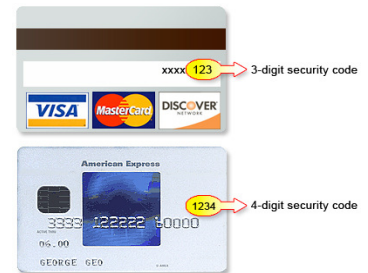 xxxx 123
3-digit security code
VISA MasterCard DISCOVER
NETWORK
American Express
1234
4-digit security code
3333 122222 60000
06.00
GEORGE GEO